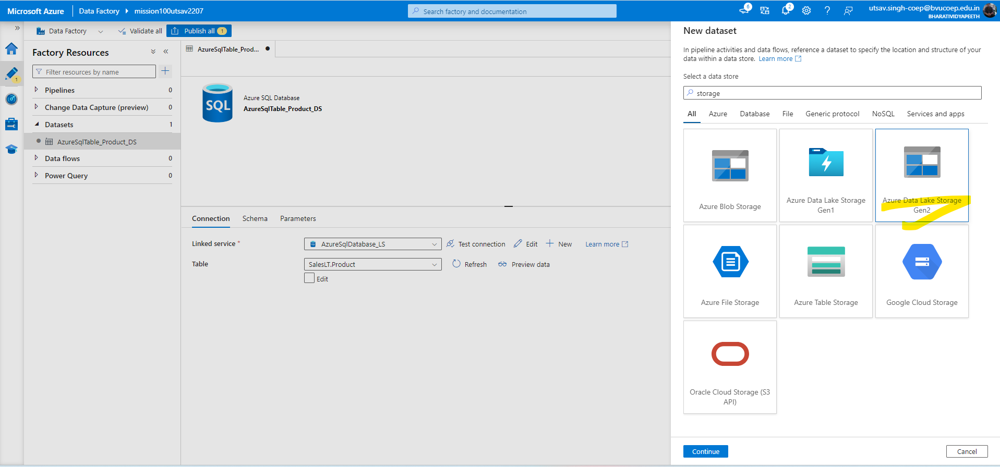 Microsoft Azure
Data Factory
mission100utsav2207
Search factory and documentation
6
2
utsav.singh-coep@bvucoep.edu.in
BHARATIVIDYAPEETH
Data Factory
Validate all
Publish all 1
1
Factory Resources
Filter resources by name
Pipelines 0
Change Data Capture (preview) 0
Datasets 1
AzureSqlTable_Product_DS
Data flows 0
Power Query 0
AzureSqlTable_Prod...
SQL
Azure SQL Database
AzureSqlTable_Product_DS
Connection Schema Parameters
Linked service * AzureSqlDatabase_LS Test connection Edit New Learn more
Table SalesLT.Product Refresh Preview data
Edit
New dataset
In pipeline activities and data flows, reference a dataset to specify the location and structure of your
data within a data store. Learn more
Select a data store
storage
All Azure Database File Generic protocol NoSQL Services and apps
Azure Blob Storage
Azure Data Lake Storage
Gen1
Azure Data Lake Storage
Gen2
Azure File Storage
Azure Table Storage
Google Cloud Storage
Oracle Cloud Storage (S3
API)
Continue Cancel